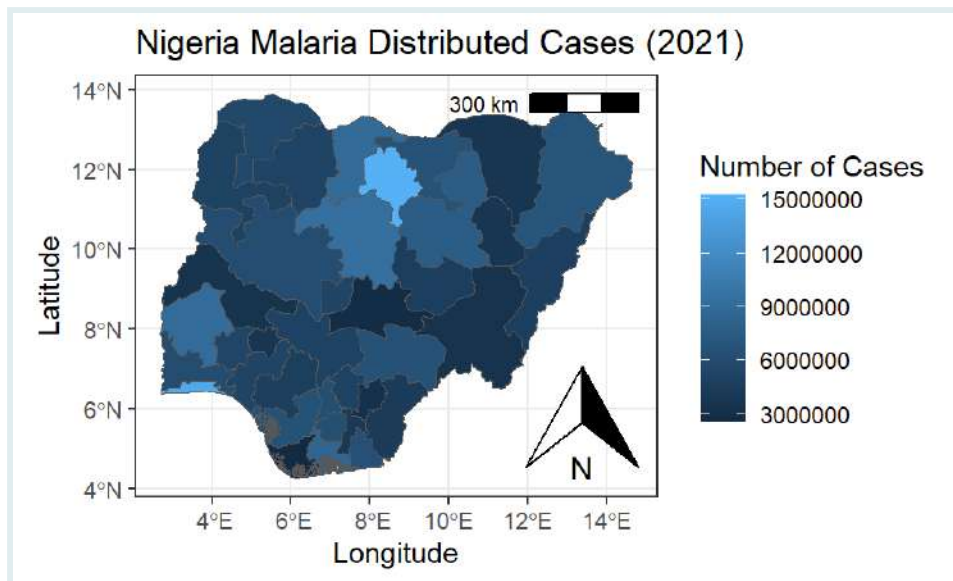 Nigeria Malaria Distributed Cases (2021)
14°N
12°N
10°N
8°N
6°N
4°N
Latitude
300 km
N
4°E 6°E 8°E 10°E 12°E 14°E
Longitude
Number of Cases
15000000
12000000
9000000
6000000
3000000